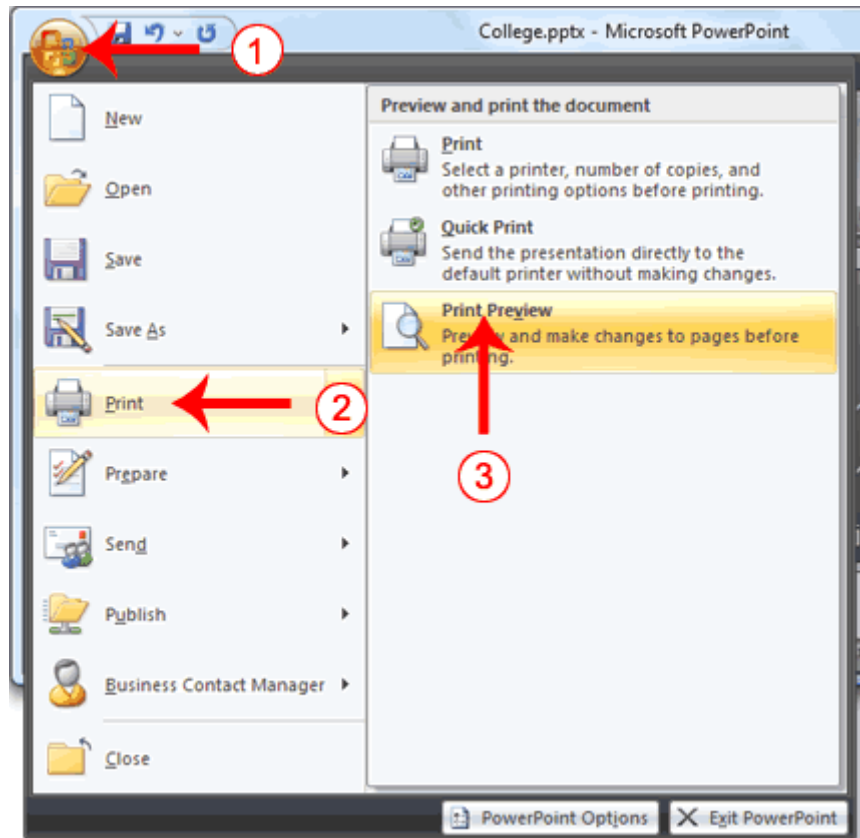 College.pptx - Microsoft PowerPoint
1
New
Open
Save
Save As
Print
2
Prepare
Send
Publish
Business Contact Manager
Close
Preview and print the document
Print
Select a printer, number of copies, and
other printing options before printing.
Quick Print
Send the presentation directly to the
default printer without making changes.
Print Preview
Preview and make changes to pages before
printing.
3
PowerPoint Options
Exit PowerPoint